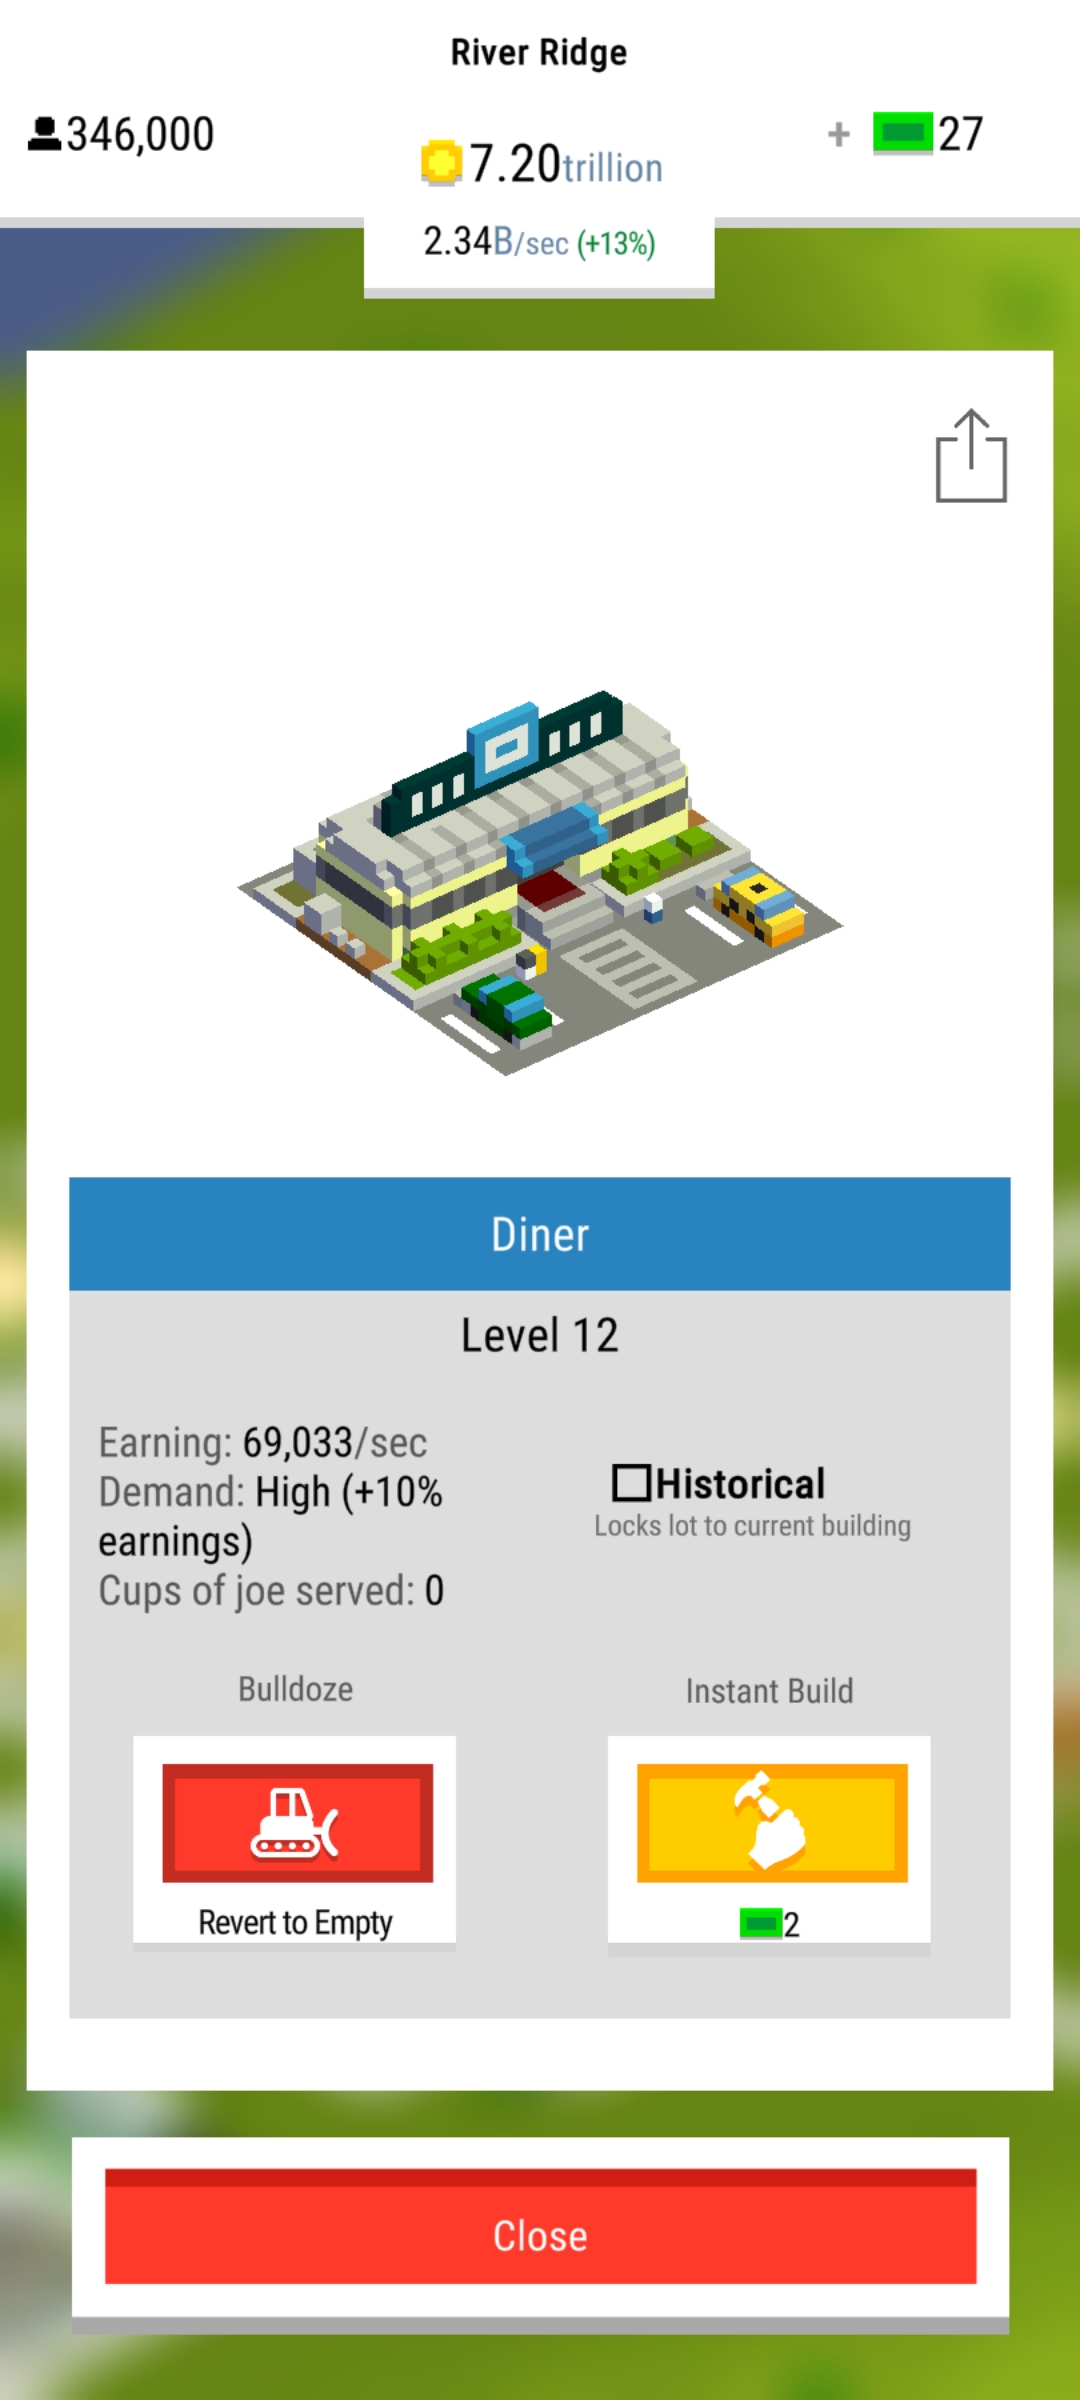 River Ridge
346,000
7.20trillion
+ 27
2.34B/sec (+13%)
Diner
Level 12
Earning: 69,033/sec
Demand: High (+10%
earnings)
Cups of joe served: 0
Historical
Locks lot to current building
Bulldoze
Instant Build
Revert to Empty
2
Close